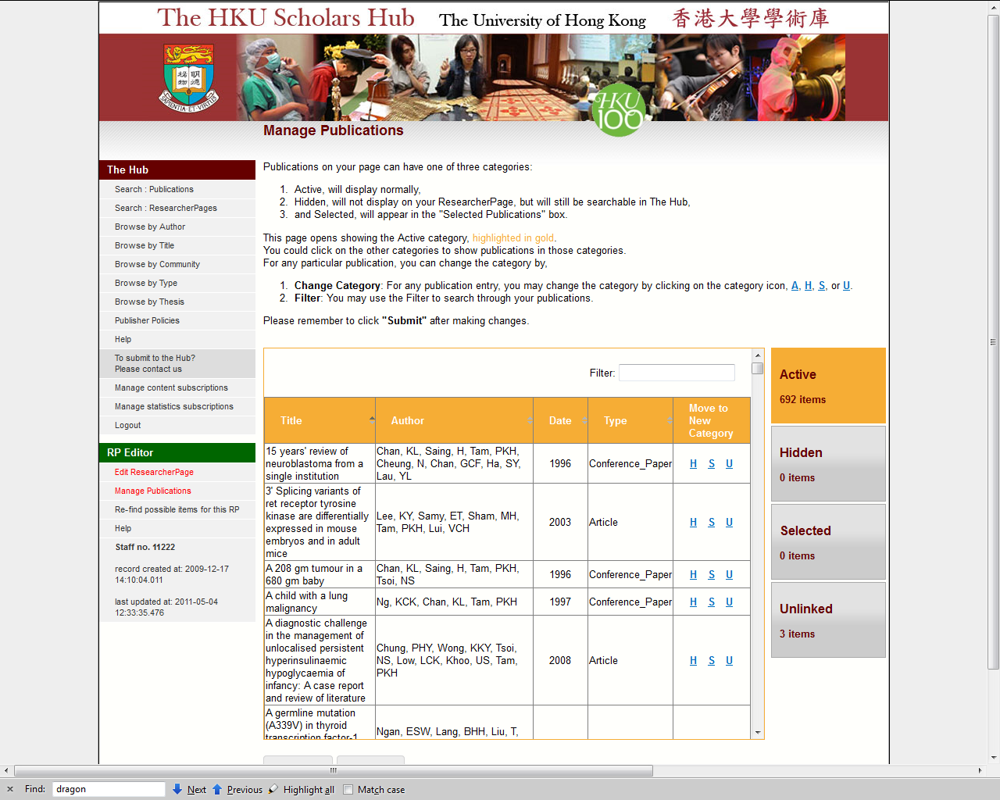 The HKU Scholars Hub The University of Hong Kong 香港大學學術庫
明德
格物
SAPIENTIA·ET·VIRTVS
HKU
100
Manage Publications
The Hub
Search : Publications
Search : ResearcherPages
Browse by Author
Browse by Title
Browse by Community
Browse by Type
Browse by Thesis
Publisher Policies
Help
To submit to the Hub?
Please contact us
Manage content subscriptions
Manage statistics subscriptions
Logout
RP Editor
Edit ResearcherPage
Manage Publications
Re-find possible items for this RP
Help
Staff no. 11222
record created at: 2009-12-17
14:10:04.011
last updated at: 2011-05-04
12:33:35.476
Publications on your page can have one of three categories:
1. Active, will display normally,
2. Hidden, will not display on your ResearcherPage, but will still be searchable in The Hub,
3. and Selected, will appear in the "Selected Publications" box.
This page opens showing the Active category, highlighted in gold.
You could click on the other categories to show publications in those categories.
For any particular publication, you can change the category by,
1. Change Category: For any publication entry, you may change the category by clicking on the category icon, A, H, S, or U.
2. Filter: You may use the Filter to search through your publications.
Please remember to click "Submit" after making changes.
Filter:
Title Author Date Type Move to
New
Category
15 years' review of
neuroblastoma from a
single institution
Chan, KL, Saing, H, Tam, PKH,
Cheung, N, Chan, GCF, Ha, SY,
Lau, YL
1996 Conference_Paper H S U
3' Splicing variants of
ret receptor tyrosine
kinase are differentially
expressed in mouse
embryos and in adult
mice
Lee, KY, Samy, ET, Sham, MH,
Tam, PKH, Lui, VCH
2003 Article H S U
A 208 gm tumour in a
680 gm baby
Chan, KL, Saing, H, Tam, PKH,
Tsoi, NS
1996 Conference_Paper H S U
A child with a lung
malignancy
Ng, KCK, Chan, KL, Tam, PKH
1997 Conference_Paper H S U
A diagnostic challenge
in the management of
unlocalised persistent
hyperinsulinaemic
hypoglycaemia of
infancy: A case report
and review of literature
Chung, PHY, Wong, KKY, Tsoi,
NS, Low, LCK, Khoo, US, Tam,
PKH
2008 Article H S U
A germline mutation
(A339V) in thyroid
transcription factor-1
Ngan, ESW, Lang, BHH, Liu, T,
Active
692 items
Hidden
0 items
Selected
0 items
Unlinked
3 items
Find: dragon Next Previous Highlight all Match case